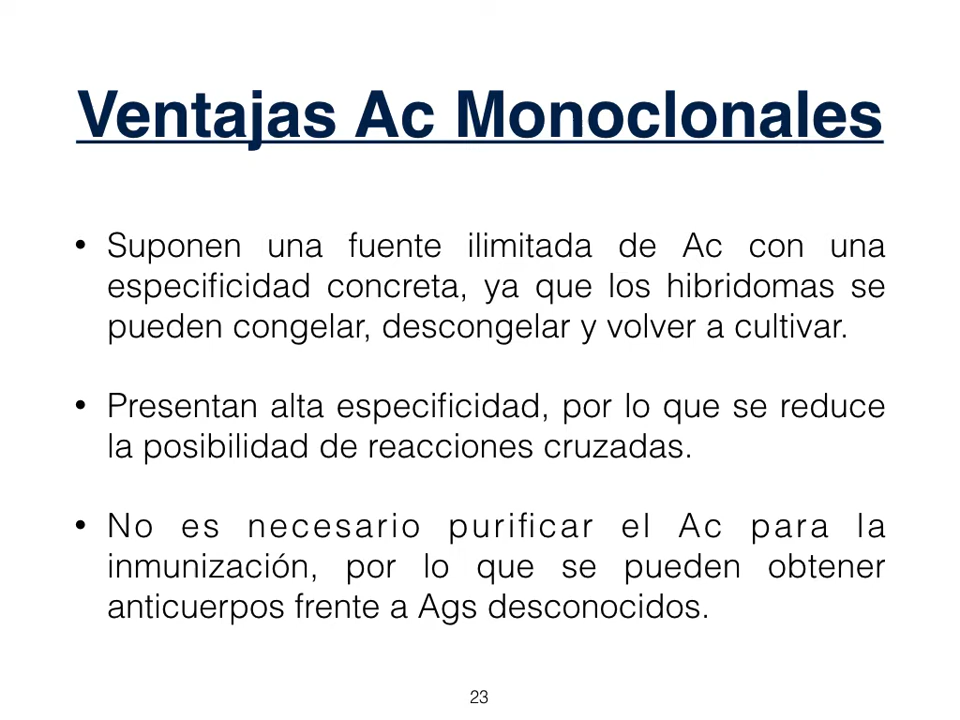 Ventajas Ac Monoclonales
• Suponen una fuente ilimitada de Ac con una
especificidad concreta, ya que los hibridomas se
pueden congelar, descongelar y volver a cultivar.
• Presentan alta especificidad, por lo que se reduce
la posibilidad de reacciones cruzadas.
• No es necesario purificar el Ac para la
inmunización, por lo que se pueden obtener
anticuerpos frente a Ags desconocidos.
23